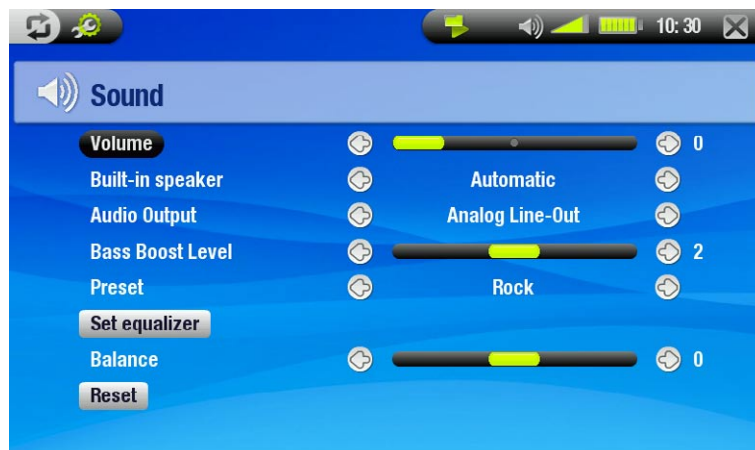 10:30
Sound
Volume 0
Built-in speaker Automatic
Audio Output Analog Line-Out
Bass Boost Level 2
Preset Rock
Set equalizer
Balance 0
Reset